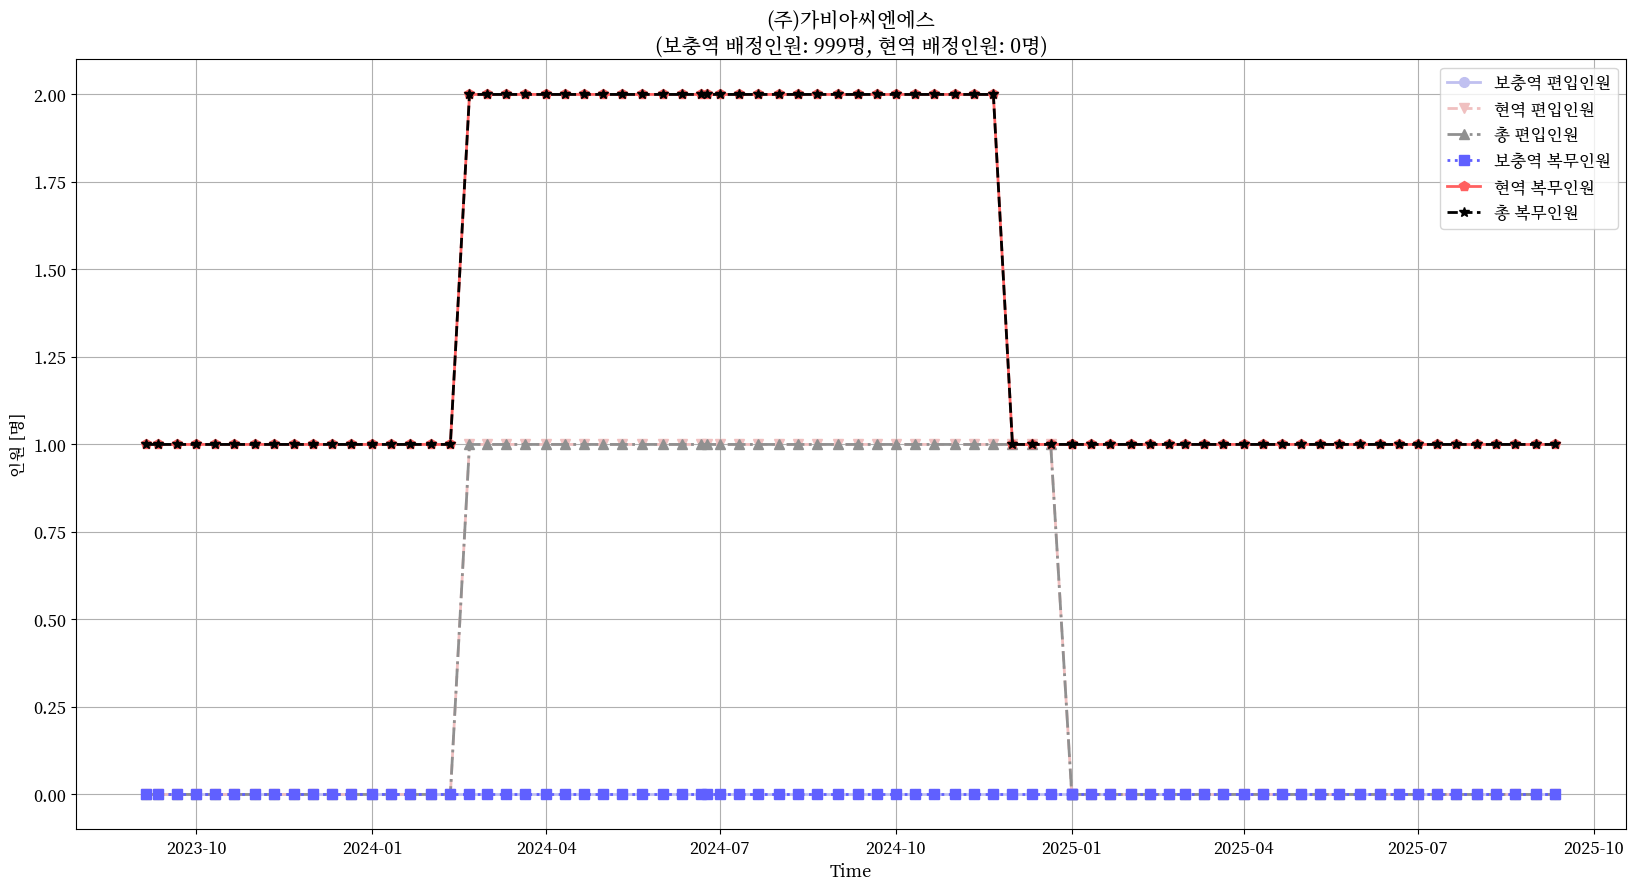 (주)가비아씨엔에스
(보충역 배정인원: 999명, 현역 배정인원: 0명)
보충역 편입인원
현역 편입인원
총 편입인원
보충역 복무인원
현역 복무인원
총 복무인원
인원 [명]
2.00
1.75
1.50
1.25
1.00
0.75
0.50
0.25
0.00
2023-10
2024-01
2024-04
2024-07
2024-10
2025-01
2025-04
2025-07
2025-10
Time